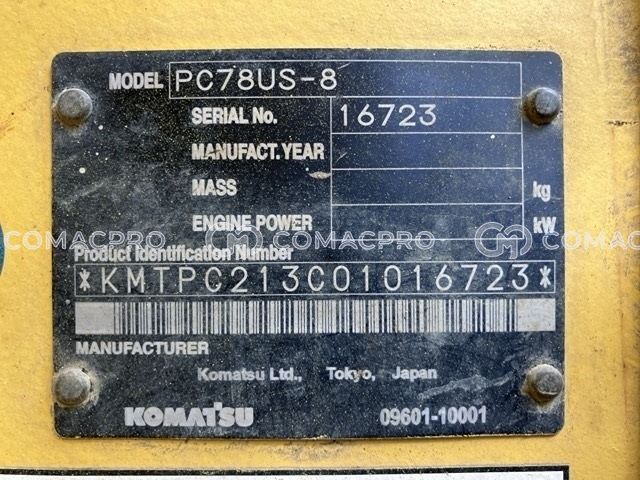 MODEL PC78US-8
SERIAL No. 16723
MANUFACT.YEAR
MASS kg
ENGINE POWER kW
COMACPRO COMACPRO COMACPRO
Product Identification Number
*KMTPC213C01016723*
MANUFACTURER
Komatsu Ltd., Tokyo, Japan
KOMATSU 09601-10001